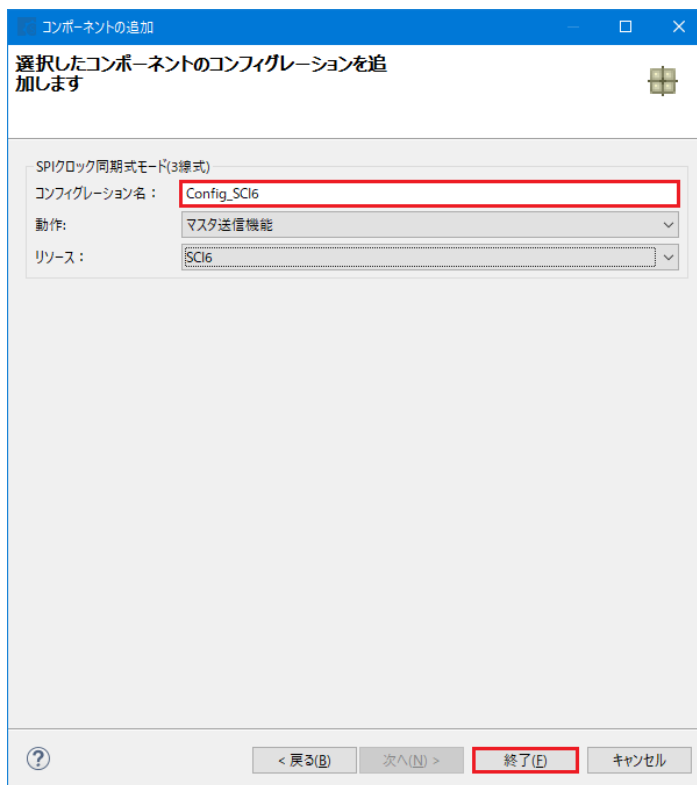 コンポーネントの追加
選択したコンポーネントのコンフィグレーションを追
加します
SPIクロック同期式モード(3線式)
コンフィグレーション名： Config_SCI6
動作: マスタ送信機能
リソース： SCI6
< 戻る(B) 次へ(N) > 終了(F) キャンセル